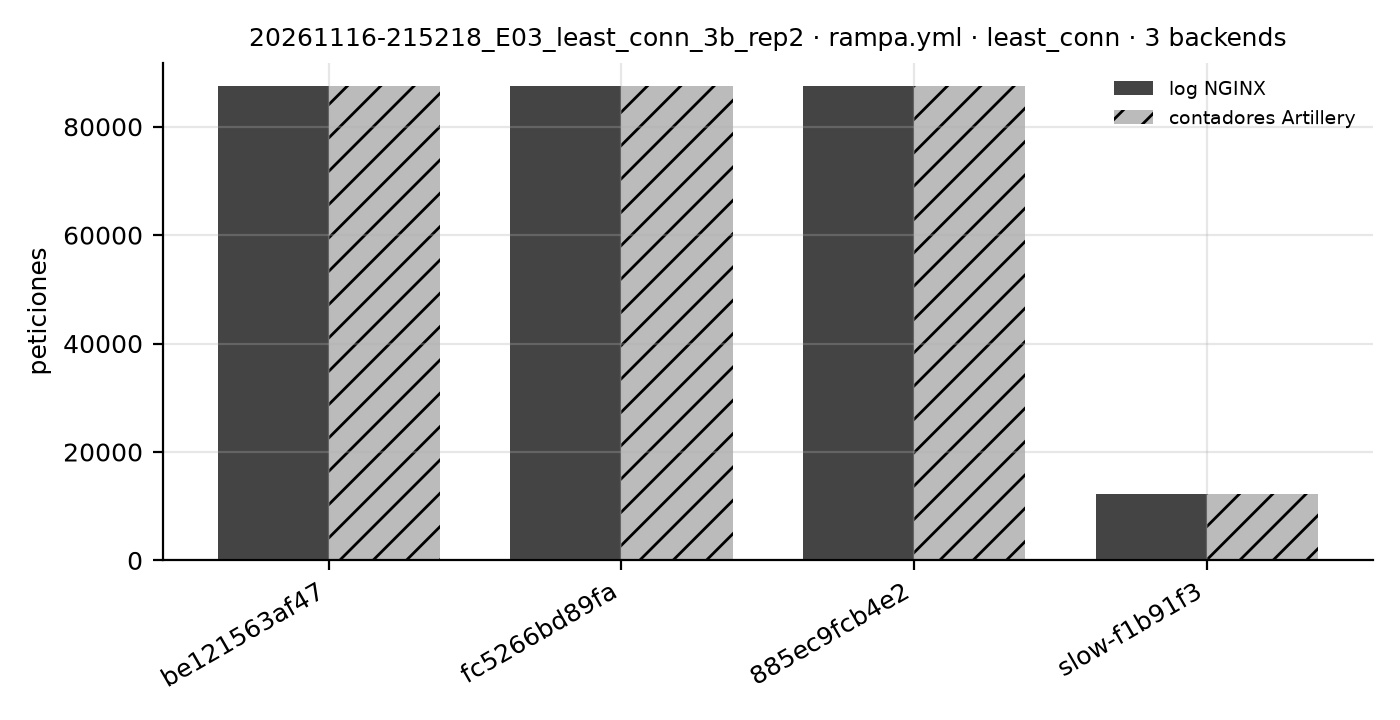 20261116-215218_E03_least_conn_3b_rep2 · rampa.yml · least_conn · 3 backends
log NGINX
contadores Artillery
peticiones
80000
60000
40000
20000
0
be121563af47
fc5266bd89fa
885ec9fcb4e2
slow-f1b91f3